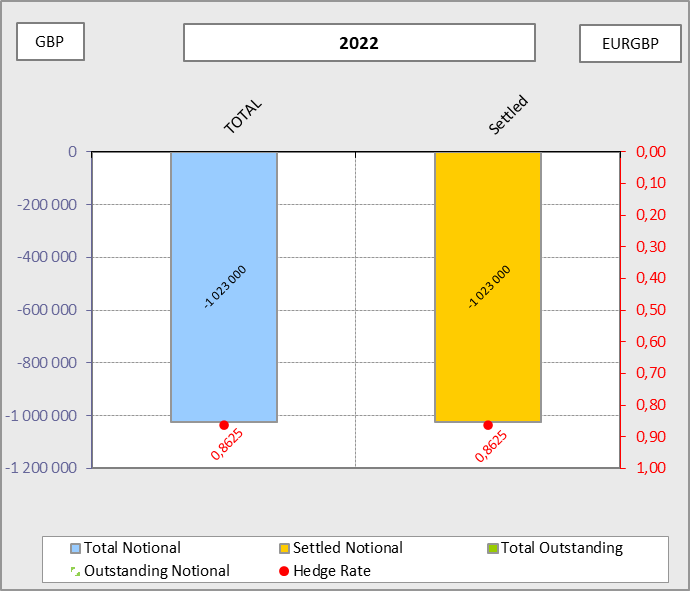 GBP
2022
EURGBP
TOTAL
Settled
0
-200 000
-400 000
-600 000
-800 000
-1 000 000
-1 200 000
-1 023 000
-1 023 000
0,8625
0,8625
0,00
0,10
0,20
0,30
0,40
0,50
0,60
0,70
0,80
0,90
1,00
Total Notional
Settled Notional
Total Outstanding
Outstanding Notional
Hedge Rate